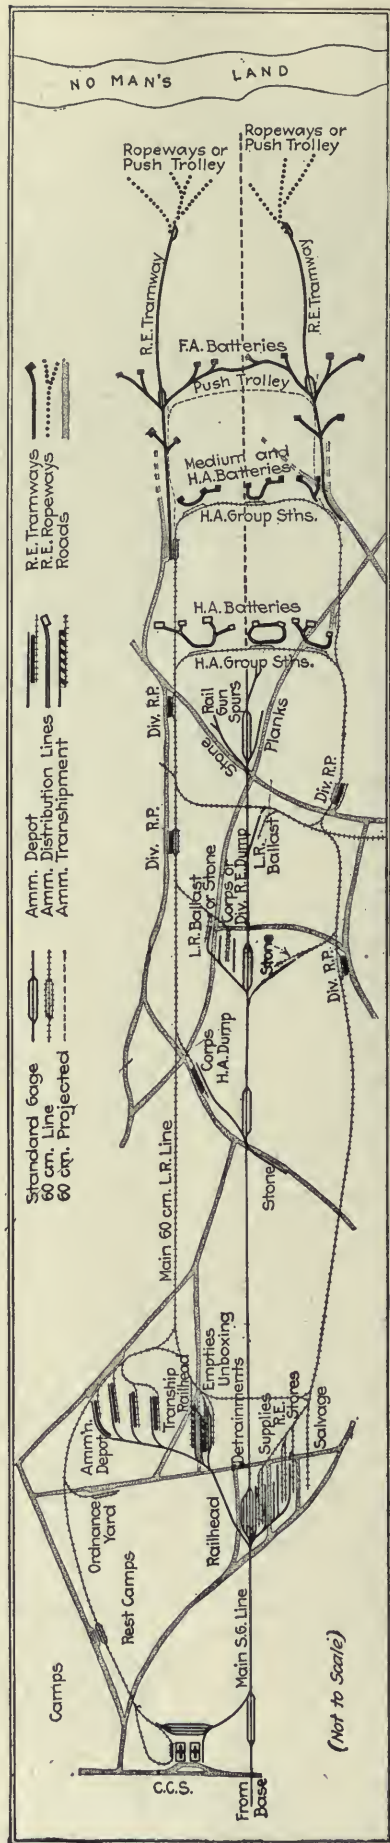 NO MAN'S LAND
Ropeways or
Push Trolley
Ropeways or
Push Trolley
R.E. Tramway
R.E. Tramway
F.A. Batteries
Push Trolley
Medium and
H.A. Batteries
H.A. Group Sths.
H.A. Batteries
H.A. Group Sths.
Standard Gage
60 cm. Line
60 cm. Projected
Amm. Depot
Amm. Distribution Lines
Amm. Transhipment
R.E. Tramways
R.E. Ropeways
Roads
Div. R.P.
Div. R.P.
Rail
Gun
Spurs
Stone
Planks
Div. R.P.
L.R.
Ballast
L.R. Ballast
or Stone
Corps or
Div. R.E. Dump
Stone
Div. R.P.
Corps
H.A. Dump
Stone
Main 60 cm. L.R. Line
Amm'n.
Depot
Tranship
Railhead
Empties
Unboxing
Detrainments
Supplies
R.E.
Stores
Salvage
Ordnance
Yard
Railhead
Rest Camps
Camps
Main S.G. Line
C.C.S.
From
Base
(Not to Scale)